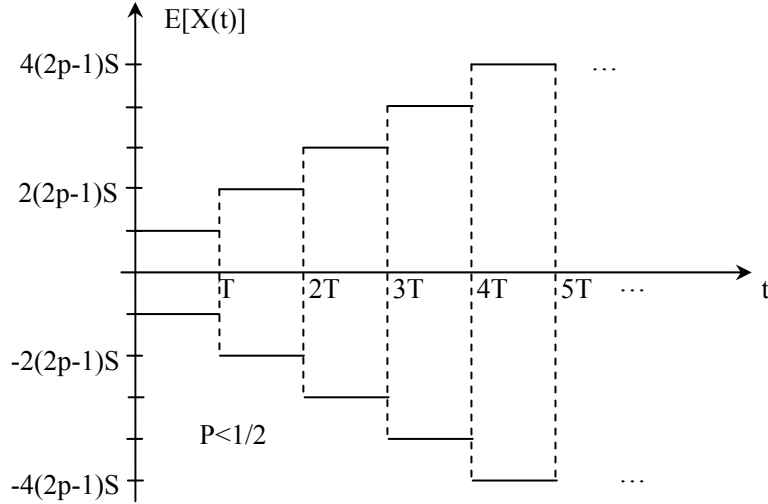 E[X(t)]
4(2p-1)S
...
2(2p-1)S
T 2T 3T 4T 5T ... t
-2(2p-1)S
P<1/2
-4(2p-1)S
...